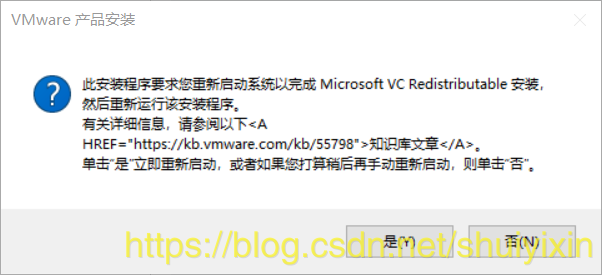 VMware 产品安装
此安装程序要求您重新启动系统以完成 Microsoft VC Redistributable 安装，
然后重新运行该安装程序。
有关详细信息，请参阅以下<A
HREF="https://kb.vmware.com/kb/55798">知识库文章</A>。
单击“是”立即重新启动，或者如果您打算稍后再手动重新启动，则单击“否”。
是(Y)
否(N)
https://blog.csdn.net/shuiyixin